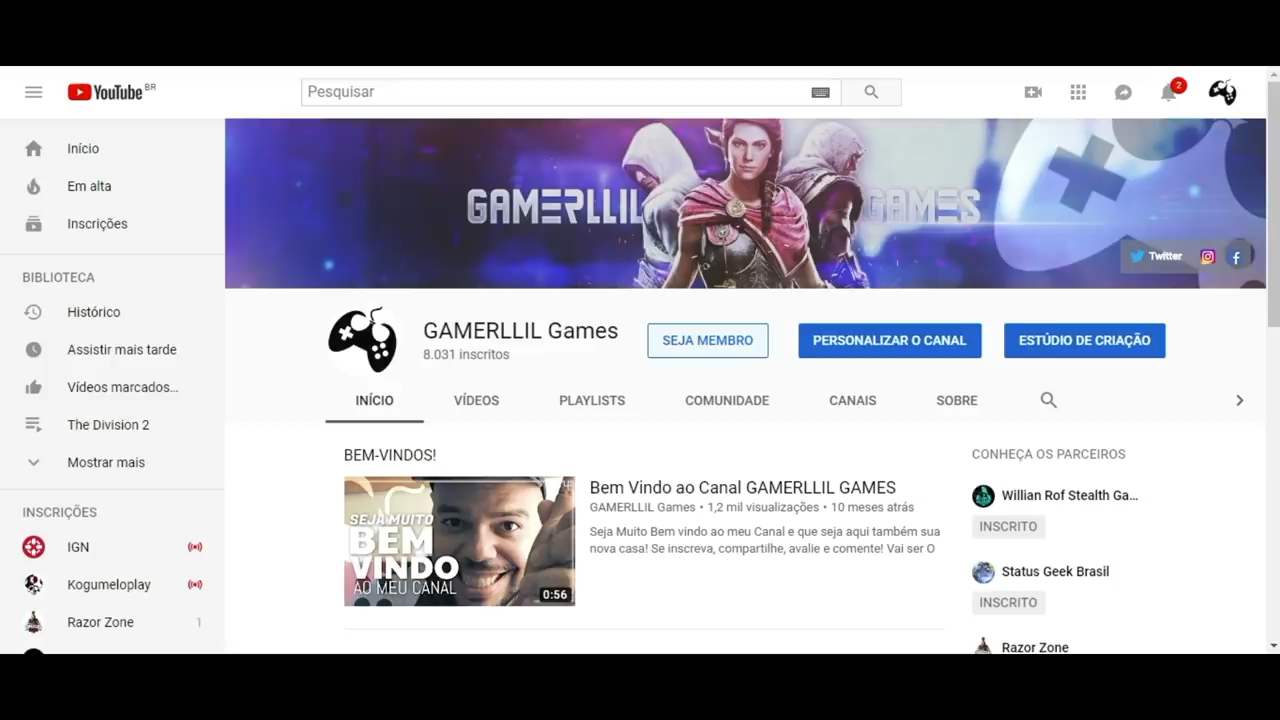 YouTube BR
Pesquisar
2
Início
Em alta
Inscrições
BIBLIOTECA
Histórico
Assistir mais tarde
Vídeos marcados...
The Division 2
Mostrar mais
INSCRIÇÕES
IGN
Kogumeloplay
Razor Zone 1
GAMERLLIL GAMES
Twitter
GAMERLLIL Games
8.031 inscritos
SEJA MEMBRO
PERSONALIZAR O CANAL
ESTÚDIO DE CRIAÇÃO
INÍCIO VÍDEOS PLAYLISTS COMUNIDADE CANAIS SOBRE
BEM-VINDOS!
SEJA MUITO
BEM
VINDO
AO MEU CANAL
0:56
Bem Vindo ao Canal GAMERLLIL GAMES
GAMERLLIL Games • 1,2 mil visualizações • 10 meses atrás
Seja Muito Bem vindo ao meu Canal e que seja aqui também sua
nova casa! Se inscreva, compartilhe, avalie e comente! Vai ser O
CONHEÇA OS PARCEIROS
Willian Rof Stealth Ga...
INSCRITO
Status Geek Brasil
INSCRITO
Razor Zone